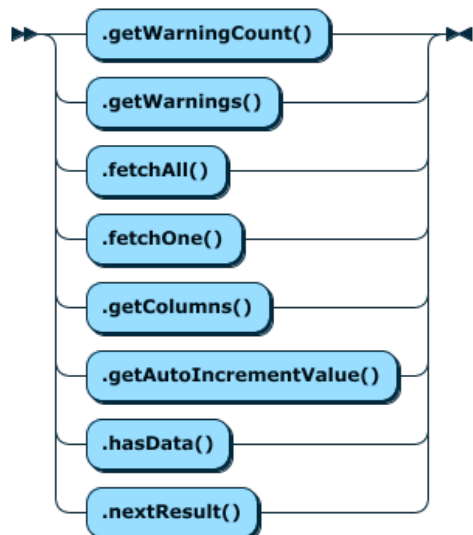 .getWarningCount()
.getWarnings()
.fetchAll()
.fetchOne()
.getColumns()
.getAutoIncrementValue()
.hasData()
.nextResult()